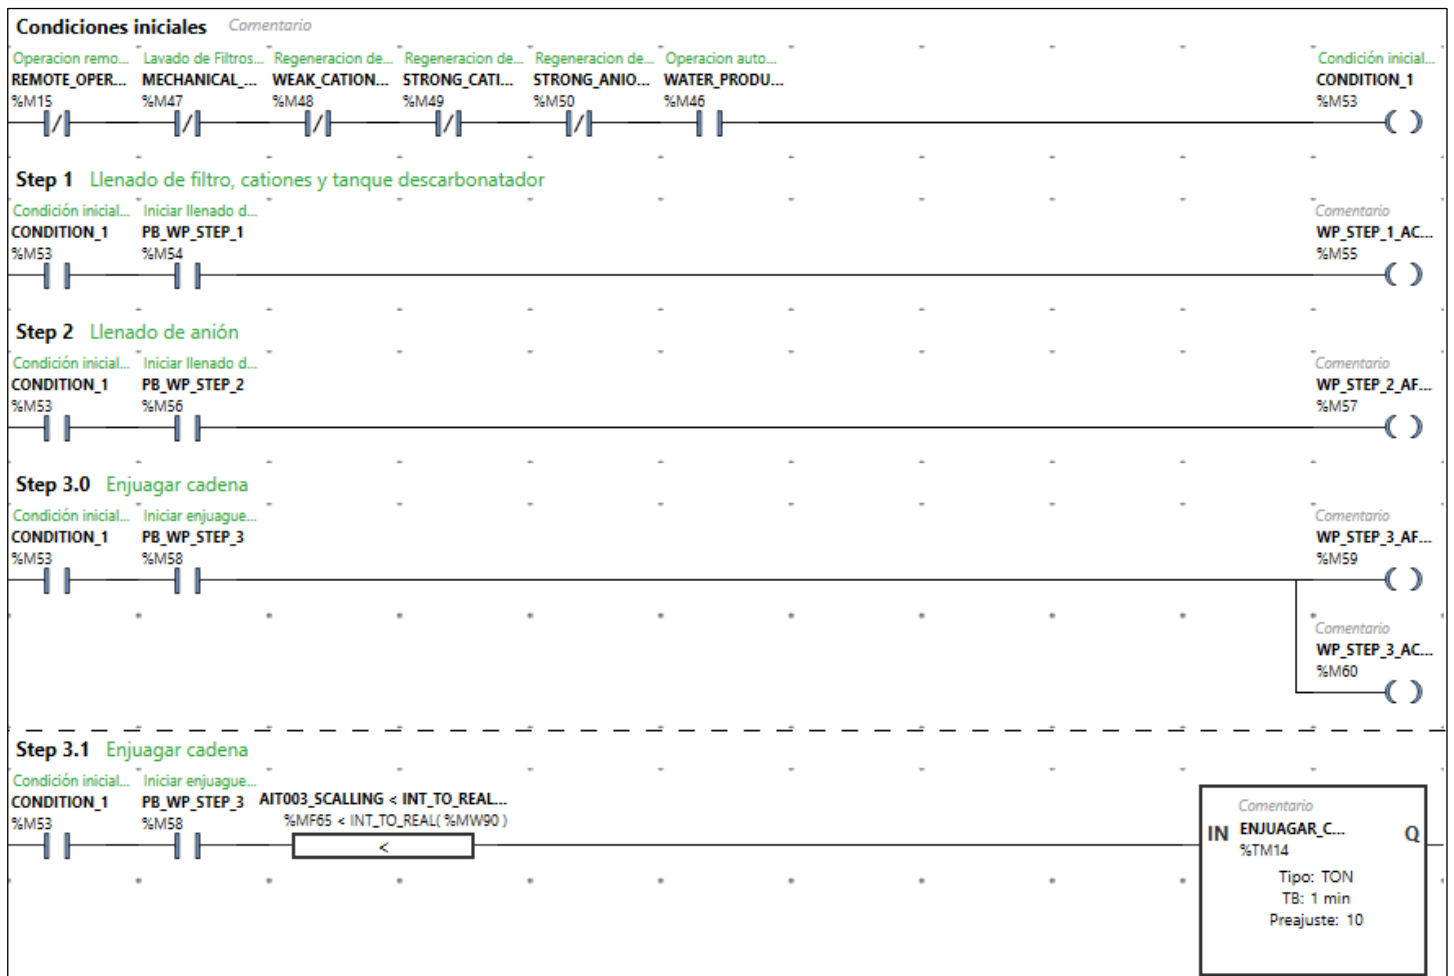 Condiciones iniciales Comentario
Operacion remo... Lavado de Filtros... Regeneracion de... Regeneracion de... Regeneracion de... Operacion auto... Condición inicial...
REMOTE_OPER... MECHANICAL_... WEAK_CATION... STRONG_CATI... STRONG_ANIO... WATER_PRODU... CONDITION_1
%M15 %M47 %M48 %M49 %M50 %M46 %M53
Step 1 Llenado de filtro, cationes y tanque descarbonatador
Condición inicial... Iniciar llenado d... Comentario
CONDITION_1 PB_WP_STEP_1 WP_STEP_1_AC...
%M53 %M54 %M55
Step 2 Llenado de anión
Condición inicial... Iniciar llenado d... Comentario
CONDITION_1 PB_WP_STEP_2 WP_STEP_2_AF...
%M53 %M56 %M57
Step 3.0 Enjuagar cadena
Condición inicial... Iniciar enjuague... Comentario
CONDITION_1 PB_WP_STEP_3 WP_STEP_3_AF...
%M53 %M58 %M59
Comentario
WP_STEP_3_AC...
%M60
Step 3.1 Enjuagar cadena
Condición inicial... Iniciar enjuague...
CONDITION_1 PB_WP_STEP_3 AIT003_SCALLING < INT_TO_REAL...
%M53 %M58 %MF65 < INT_TO_REAL( %MW90 )
<
Comentario
IN ENJUAGAR_C... Q
%TM14
Tipo: TON
TB: 1 min
Preajuste: 10